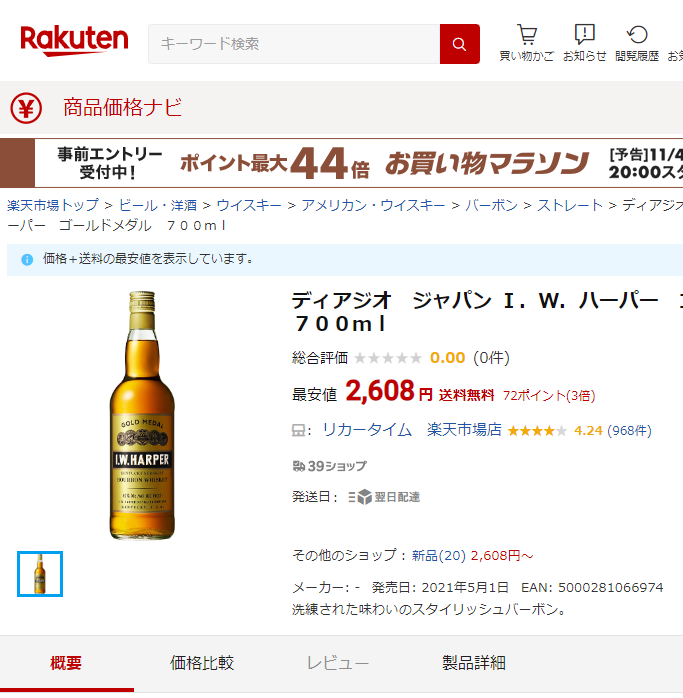 Rakuten
キーワード検索
買い物かご
お知らせ
閲覧履歴
¥
商品価格ナビ
事前エントリー
受付中!
ポイント最大44倍 お買い物マラソン
[予告]11/4
20:00スタ
楽天市場トップ > ビール・洋酒 > ウイスキー > アメリカン・ウイスキー > バーボン > ストレート > ディアジオ
ーパー　ゴールドメダル　７００ｍｌ
価格＋送料の最安値を表示しています。
ディアジオ　ジャパン Ｉ．Ｗ．ハーパー
７００ｍｌ
総合評価 ★★★★★ 0.00 (0件)
最安値 2,608 円 送料無料 72ポイント(3倍)
: リカータイム　楽天市場店 ★★★★★ 4.24 (968件)
39ショップ
発送日： 翌日配達
GOLD MEDAL
I.W.HARPER
BOURBON WHISKEY
その他のショップ：新品(20) 2,608円～
メーカー: - 発売日: 2021年5月1日 EAN: 5000281066974
洗練された味わいのスタイリッシュバーボン。
概要
価格比較
レビュー
製品詳細